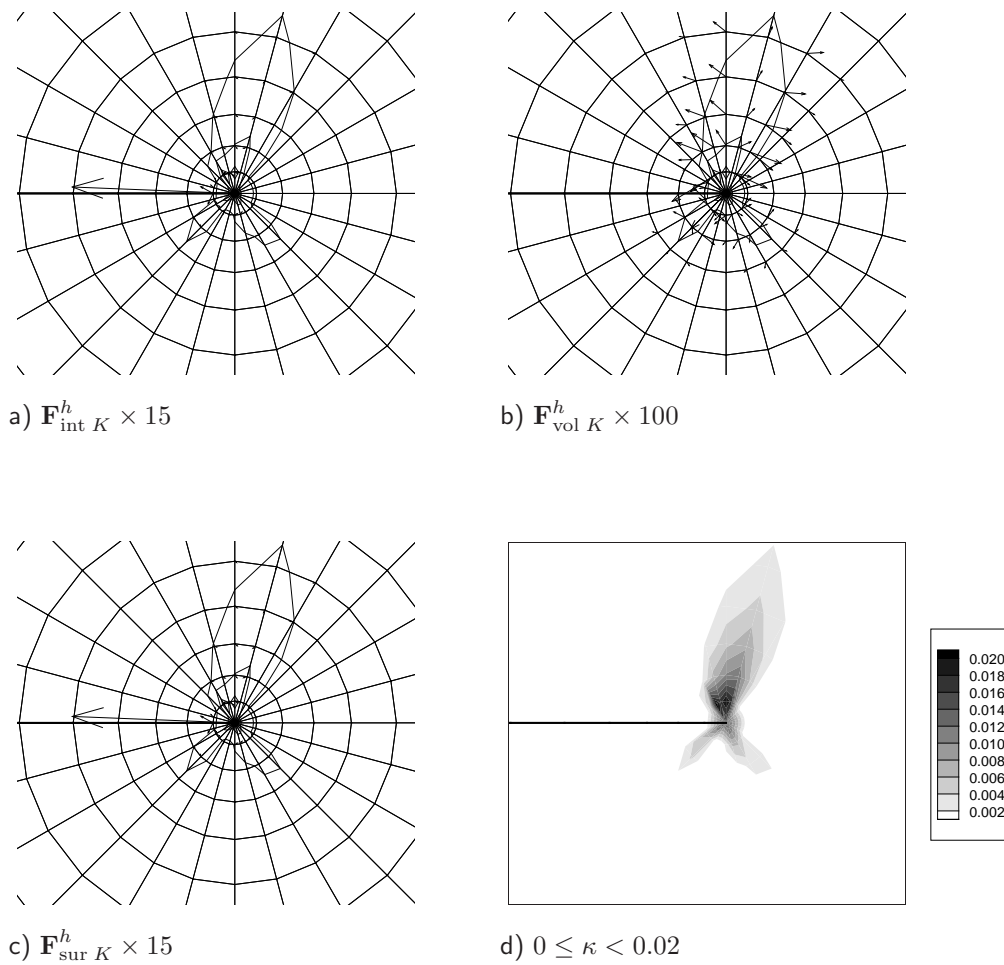 a) F^h_int K × 15
b) F^h_vol K × 100
0.020
0.018
0.016
0.014
0.012
0.010
0.008
0.006
0.004
0.002
c) F^h_sur K × 15
d) 0 ≤ κ < 0.02